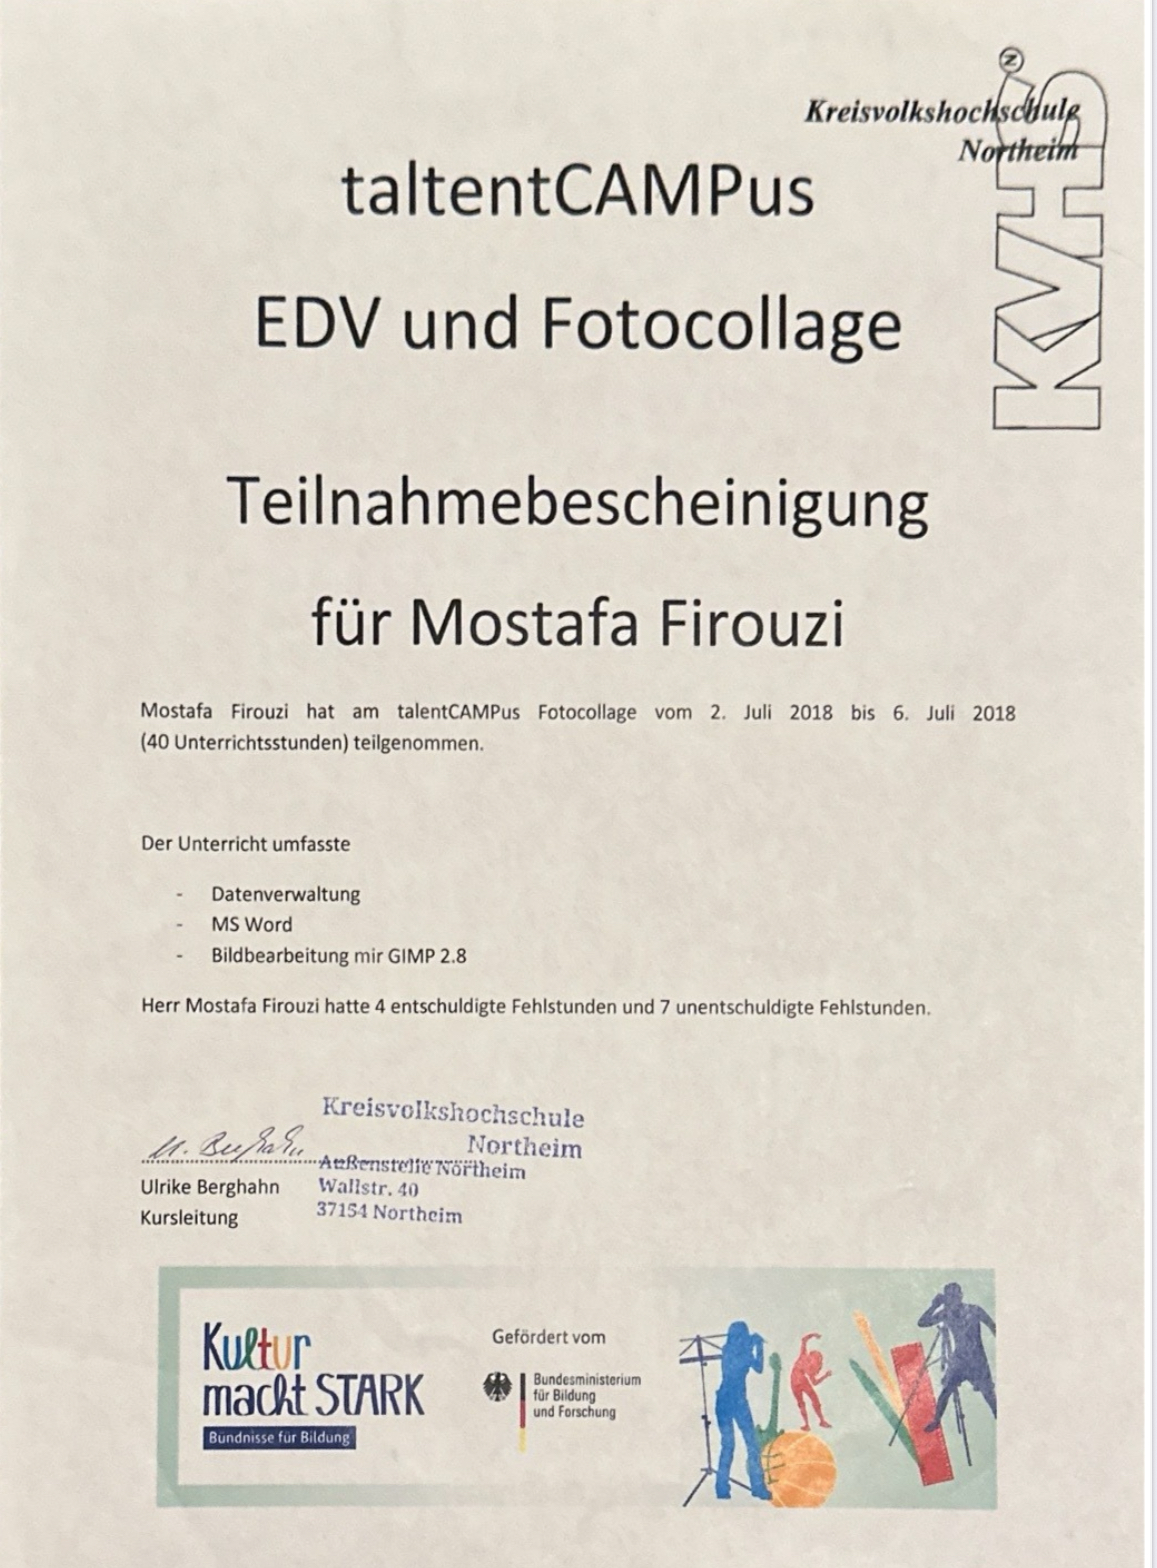 Kreisvolkshochschule
Northeim
KVHS
N
taltentCAMPus
EDV und Fotocollage
Teilnahmebescheinigung
für Mostafa Firouzi
Mostafa Firouzi hat am talentCAMPus Fotocollage vom 2. Juli 2018 bis 6. Juli 2018
(40 Unterrichtsstunden) teilgenommen.
Der Unterricht umfasste
- Datenverwaltung
- MS Word
- Bildbearbeitung mir GIMP 2.8
Herr Mostafa Firouzi hatte 4 entschuldigte Fehlstunden und 7 unentschuldigte Fehlstunden.
U. Berghahn
Kreisvolkshochschule
Northeim
Außenstelle Northeim
Wallstr. 40
37154 Northeim
Ulrike Berghahn
Kursleitung
Kultur
macht STARK
Bündnisse für Bildung
Gefördert vom
Bundesministerium
für Bildung
und Forschung